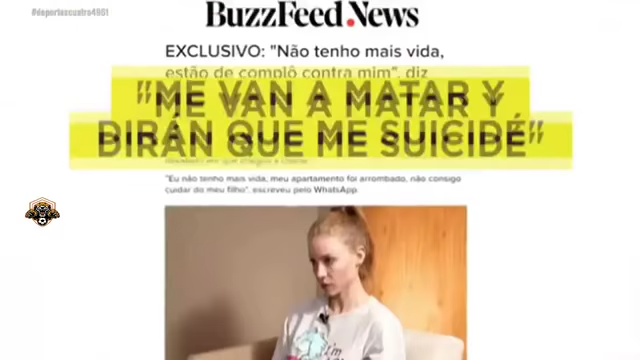 #deportescuatro4961
BuzzFeed News
EXCLUSIVO: "Não tenho mais vida,
estão de complô contra mim", diz
"ME VAN A MATAR Y
DIRÁN QUE ME SUICIDÉ"
"Eu não tenho mais vida, meu apartamento foi arrombado, não consigo
cuidar do meu filho", escreveu pelo WhatsApp.
I'm